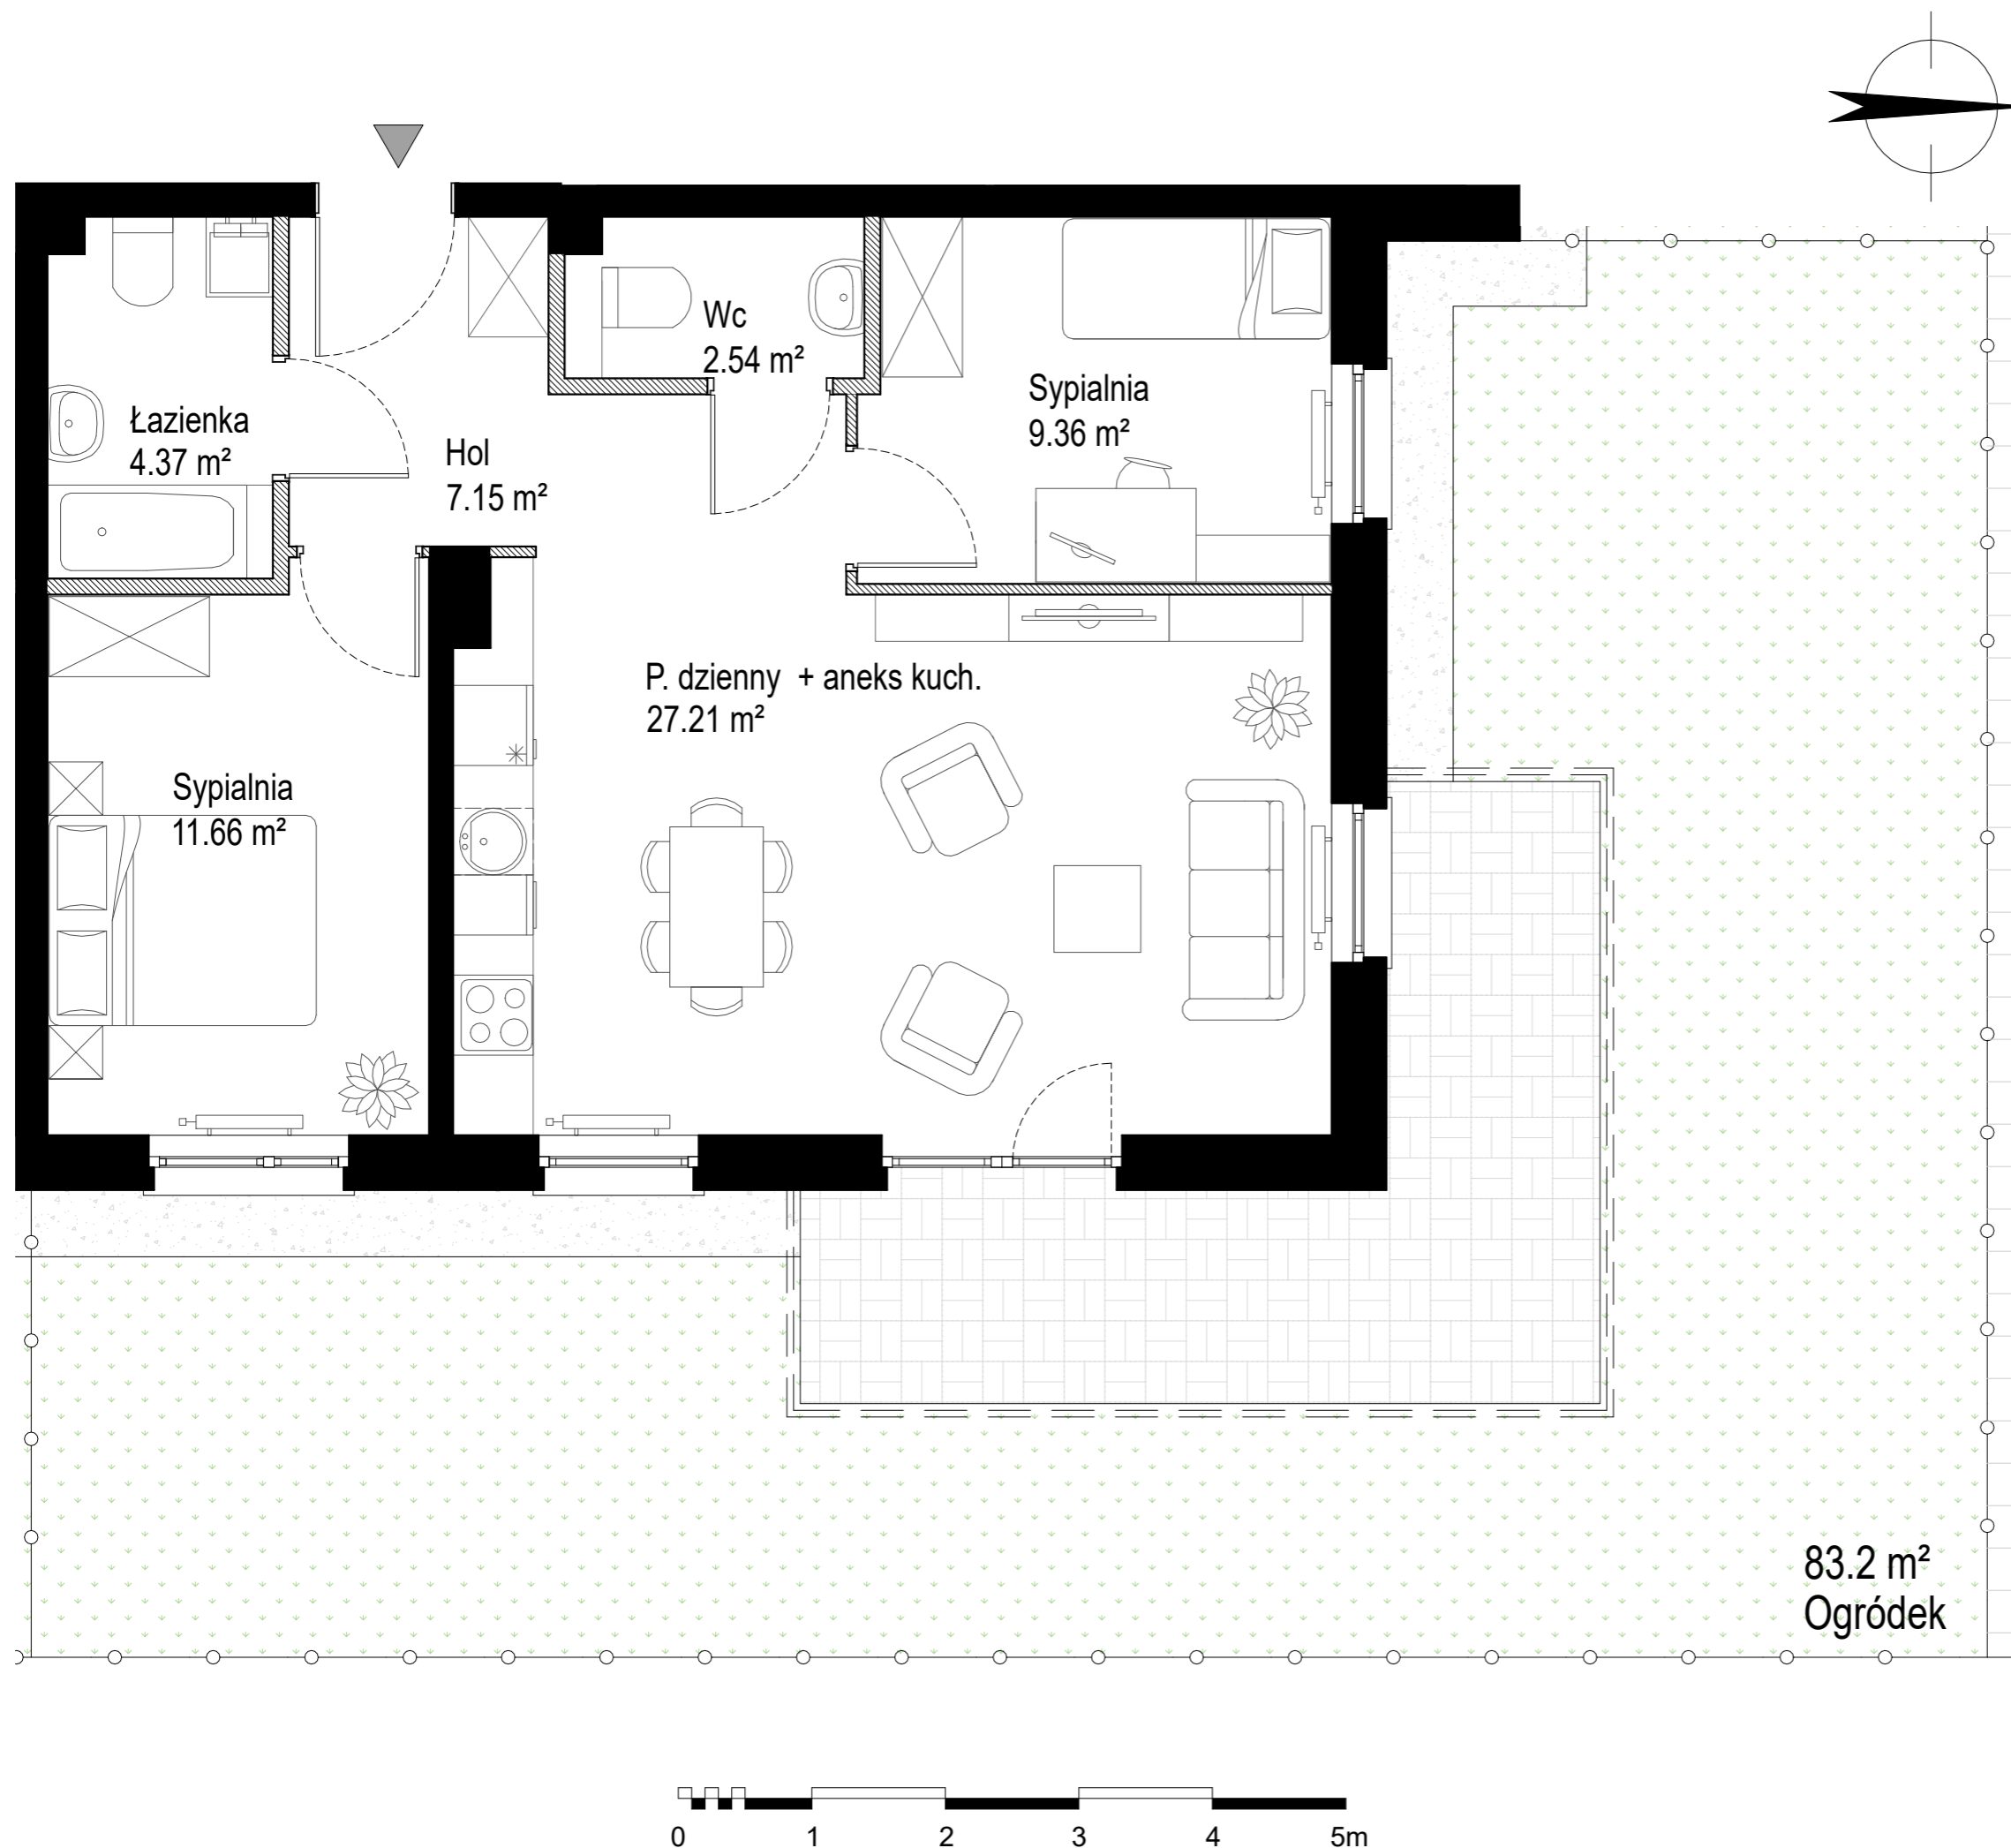 Wc
2.54 m²
Sypialnia
9.36 m²
Łazienka
4.37 m²
Hol
7.15 m²
P. dzienny + aneks kuch.
27.21 m²
Sypialnia
11.66 m²
83.2 m²
Ogródek
0 1 2 3 4 5m